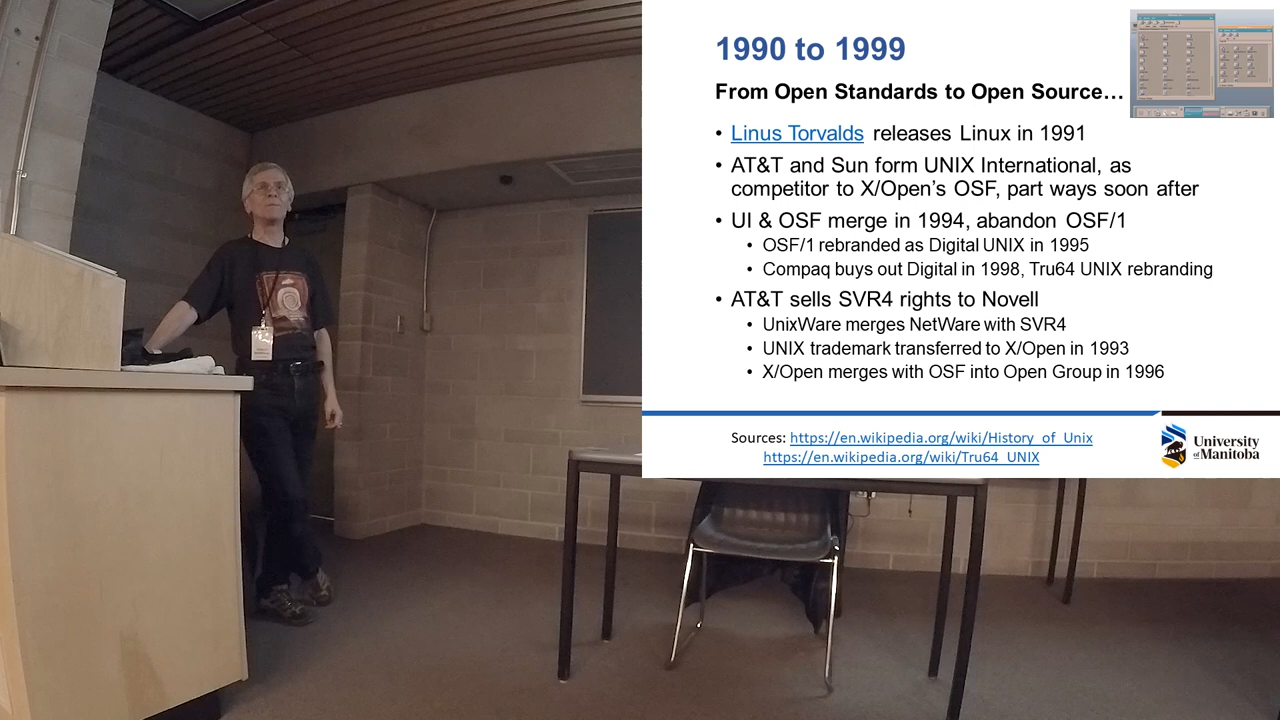 1990 to 1999
From Open Standards to Open Source…
• Linus Torvalds releases Linux in 1991
• AT&T and Sun form UNIX International, as
competitor to X/Open's OSF, part ways soon after
• UI & OSF merge in 1994, abandon OSF/1
• OSF/1 rebranded as Digital UNIX in 1995
• Compaq buys out Digital in 1998, Tru64 UNIX rebranding
• AT&T sells SVR4 rights to Novell
• UnixWare merges NetWare with SVR4
• UNIX trademark transferred to X/Open in 1993
• X/Open merges with OSF into Open Group in 1996
Sources: https://en.wikipedia.org/wiki/History_of_Unix
https://en.wikipedia.org/wiki/Tru64_UNIX
University
of Manitoba